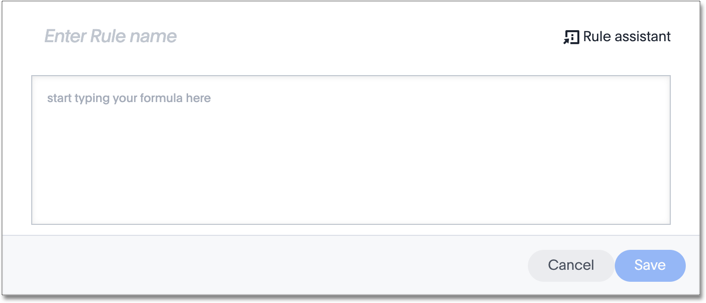 Enter Rule name
Rule assistant
start typing your formula here
Cancel
Save